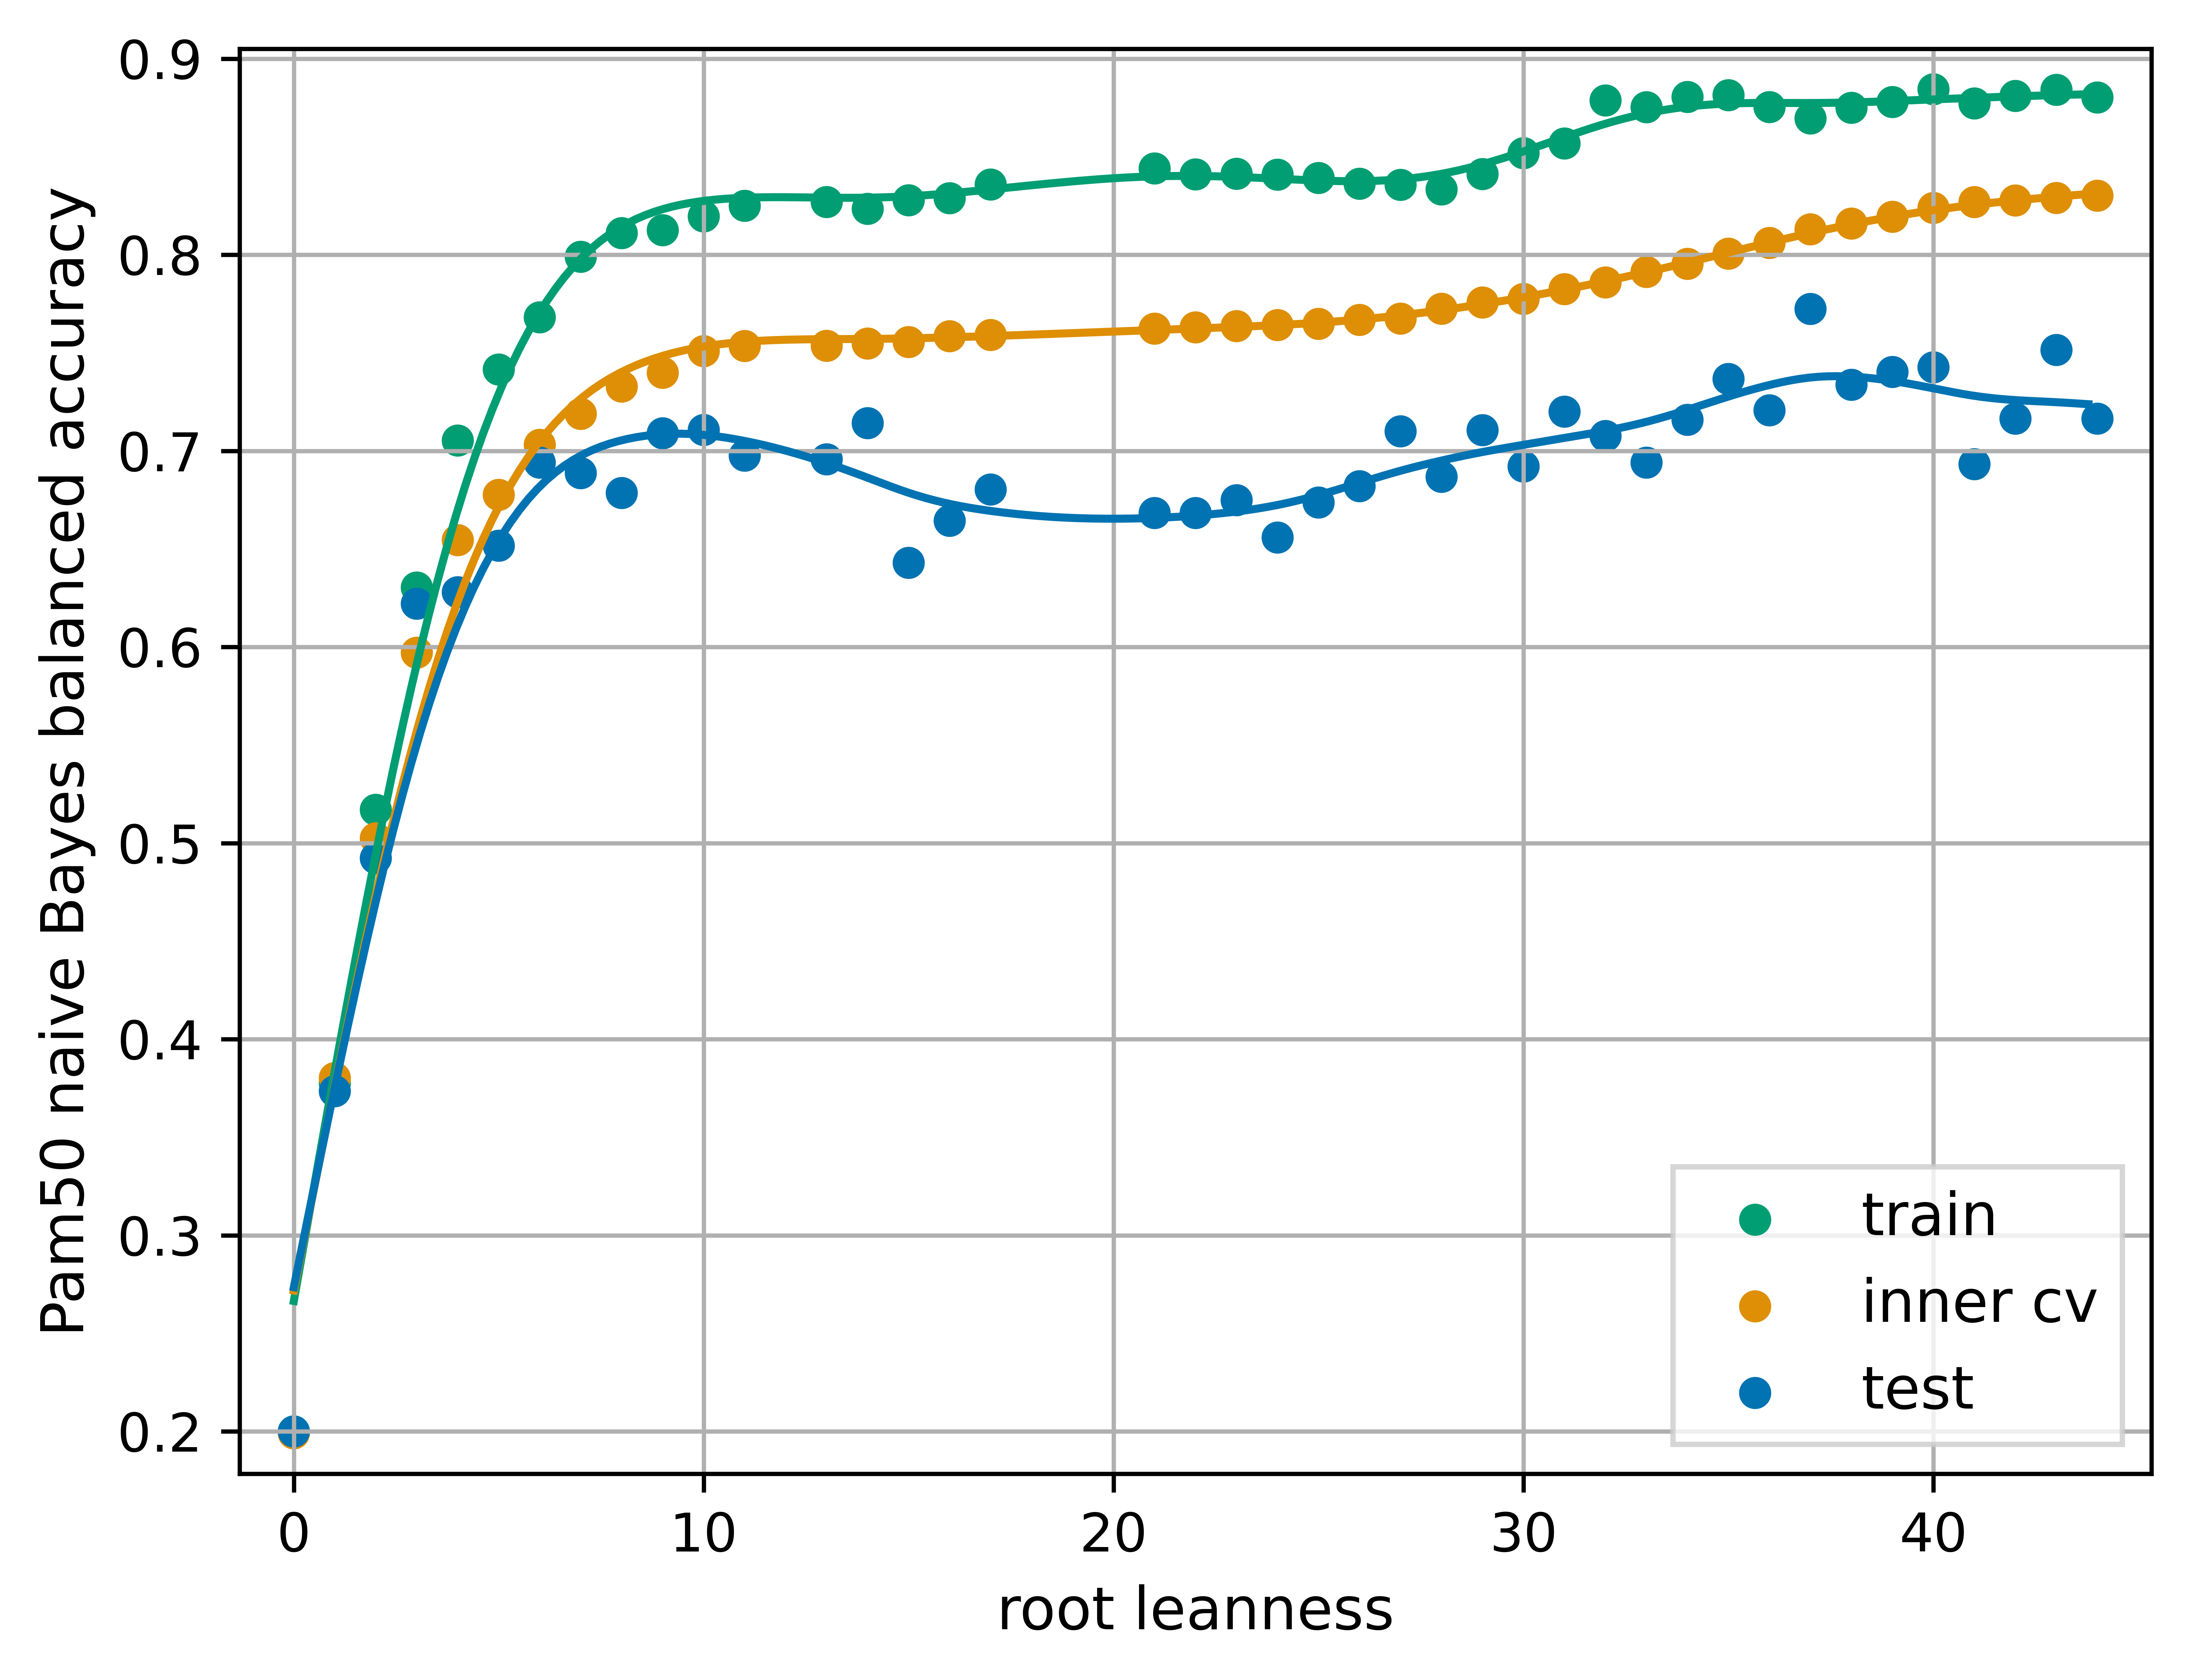 Pam50 naive Bayes balanced accuracy
0.9
0.8
0.7
0.6
0.5
0.4
0.3
0.2
train
inner cv
test
0 10 20 30 40
root leanness